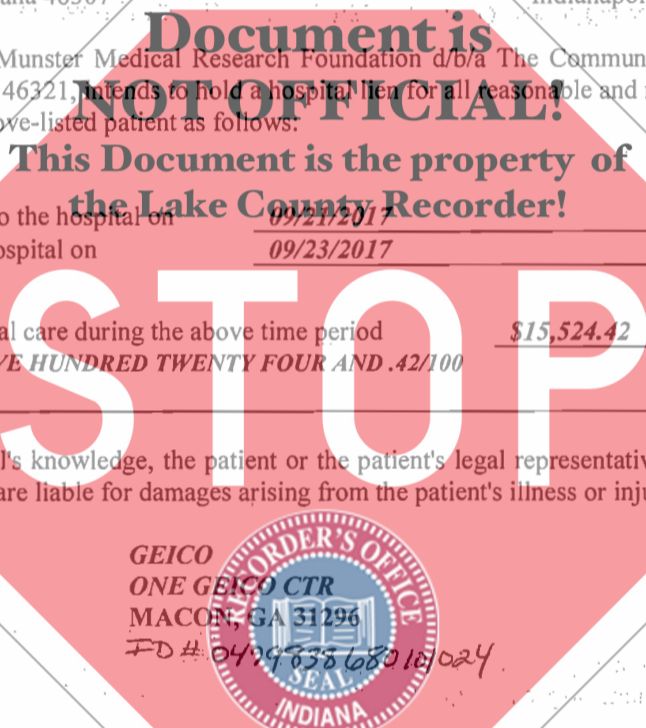 Document is
Munster Medical Research Foundation d/b/a The Commun
46321, intends to hold a hospital lien for all reasonable and
NOT OFFICIAL!
ve-listed patient as follows:
This Document is the property of
the Lake County Recorder!
o the hospital on 09/21/2017
ospital on 09/23/2017
STOP
al care during the above time period $15,524.42
VE HUNDRED TWENTY FOUR AND .42/100
l's knowledge, the patient or the patient's legal representativ
are liable for damages arising from the patient's illness or inju
GEICO
ONE GEICO CTR
MACON, GA 31296
ID # 0499838680101024
RECORDER'S OFFICE
SEAL
INDIANA